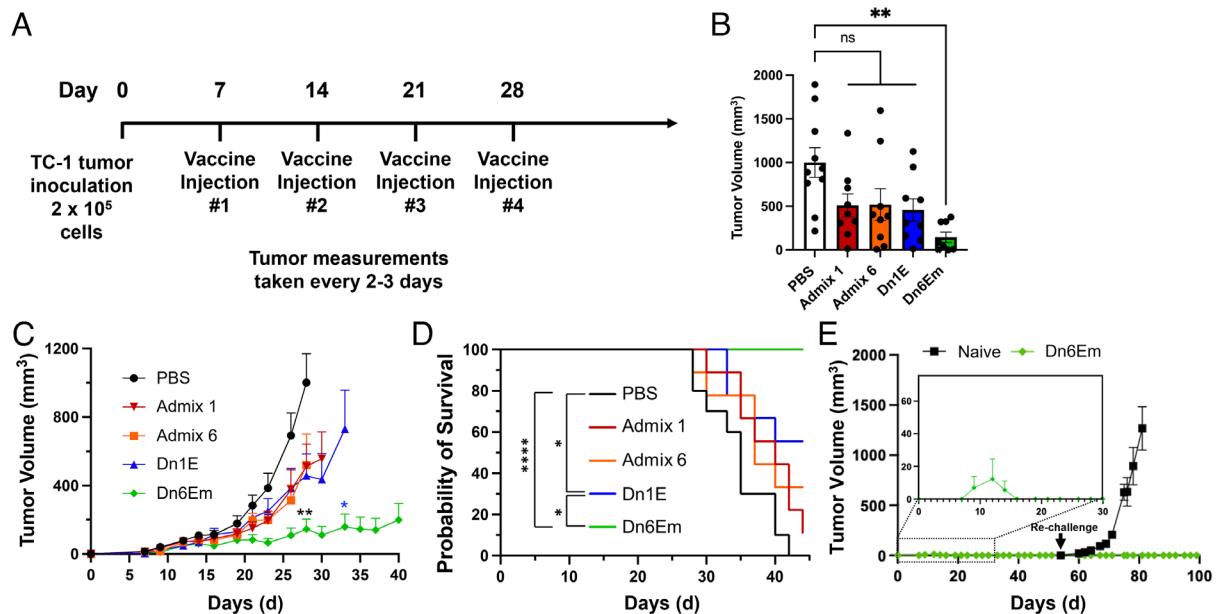 A
Day 0 7 14 21 28
TC-1 tumor
inoculation
2 x 10⁵
cells
Vaccine
Injection
#1
Vaccine
Injection
#2
Vaccine
Injection
#3
Vaccine
Injection
#4
Tumor measurements
taken every 2-3 days
B
**
ns
Tumor Volume (mm³)
2000
1500
1000
500
0
PBS
Admix 1
Admix 6
Dn1E
Dn6Em
C
Tumor Volume (mm³)
1200
800
400
0
PBS
Admix 1
Admix 6
Dn1E
Dn6Em
**
*
0 5 10 15 20 25 30 35 40
Days (d)
D
Probability of Survival
100
90
80
70
60
50
40
30
20
10
0
****
*
*
PBS
Admix 1
Admix 6
Dn1E
Dn6Em
0 10 20 30 40
Days (d)
E
Naive Dn6Em
Tumor Volume (mm³)
2000
1500
1000
500
0
60
40
20
0
0 10 20 30
Re-challenge
0 20 40 60 80 100
Days (d)